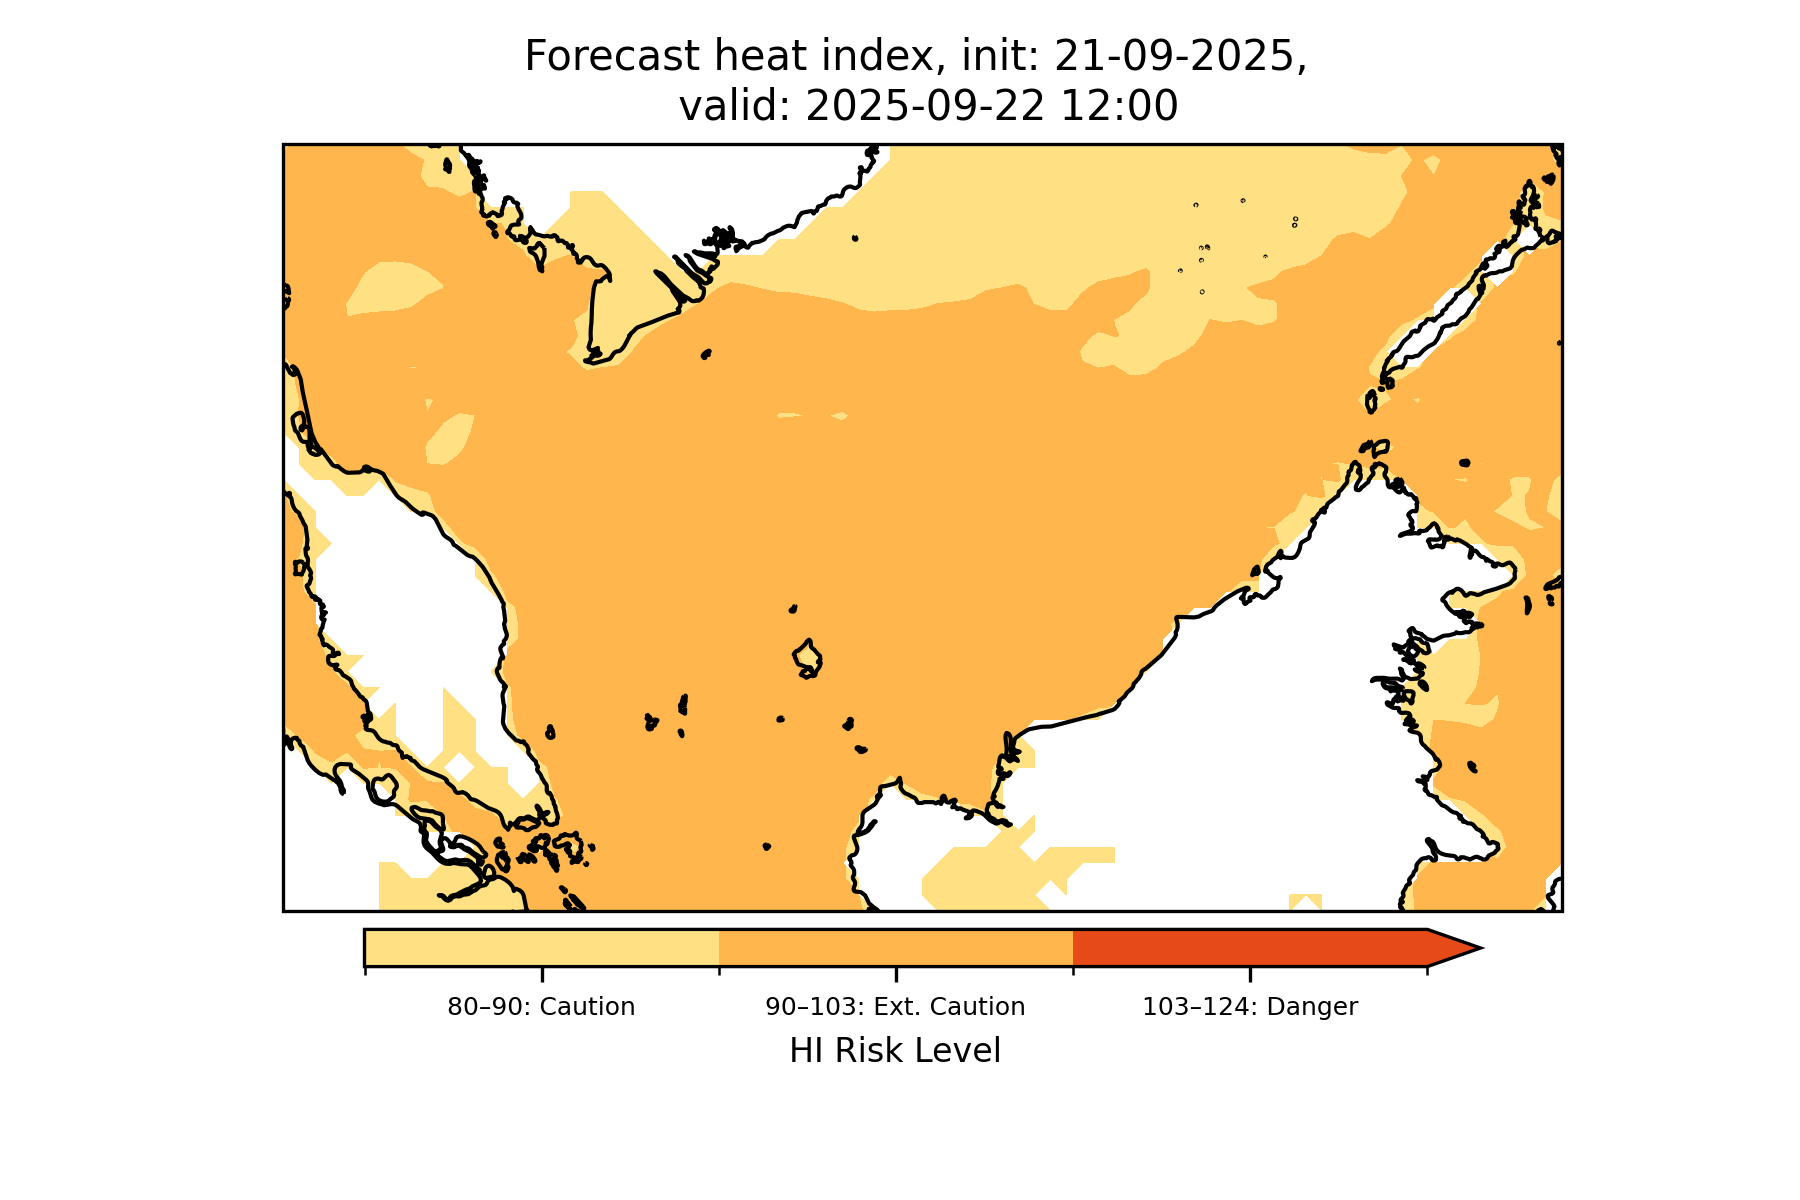 Forecast heat index, init: 21-09-2025,
valid: 2025-09-22 12:00
80–90: Caution
90–103: Ext. Caution
103–124: Danger
HI Risk Level